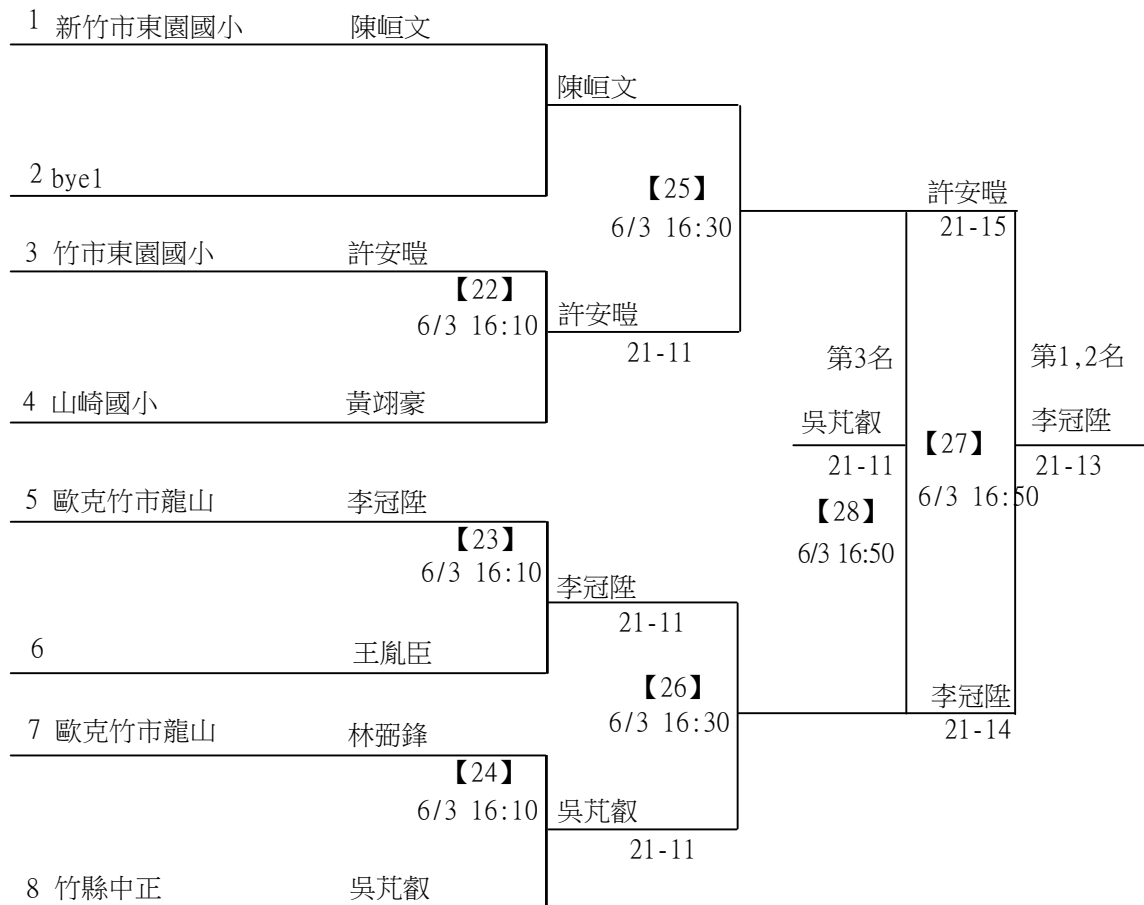 1 新竹市東園國小 陳峘文
陳峘文
2 bye1
【25】
6/3 16:30
許安暟
21-15
3 竹市東園國小 許安暟
【22】
6/3 16:10
許安暟
21-11
第3名
第1,2名
4 山崎國小 黃翊豪
吳芃叡
21-11
【27】
6/3 16:50
李冠陞
21-13
5 歐克竹市龍山 李冠陞
【28】
6/3 16:50
【23】
6/3 16:10
李冠陞
21-11
6 王胤臣
【26】
6/3 16:30
李冠陞
21-14
7 歐克竹市龍山 林弼鋒
【24】
6/3 16:10
吳芃叡
21-11
8 竹縣中正 吳芃叡